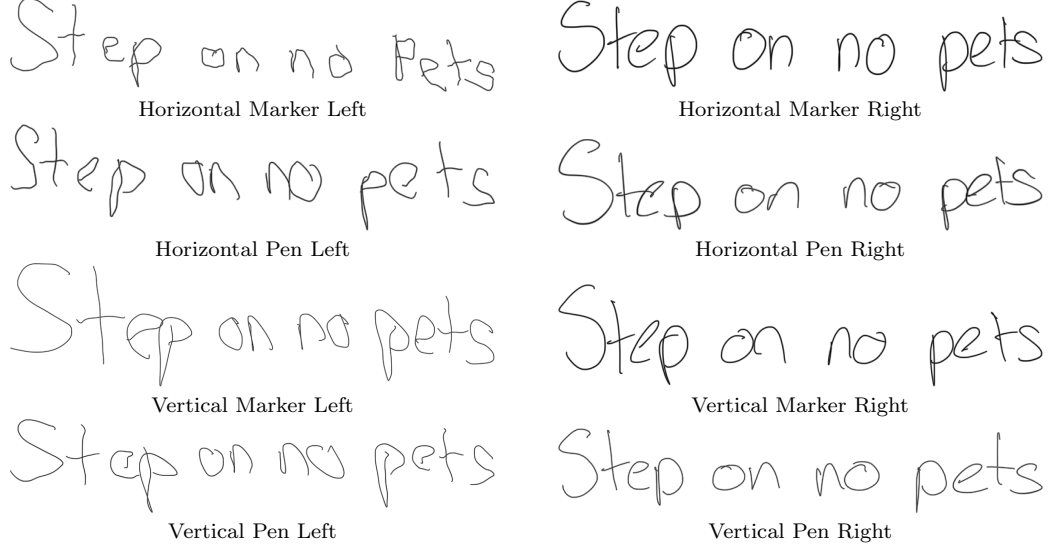 Step on no Pets
Step on no pets
Horizontal Marker Left
Horizontal Marker Right
Step on no pets
Step on no pets
Horizontal Pen Left
Horizontal Pen Right
Step on no pets
Step on no pets
Vertical Marker Left
Vertical Marker Right
Step on no pets
Step on no pets
Vertical Pen Left
Vertical Pen Right